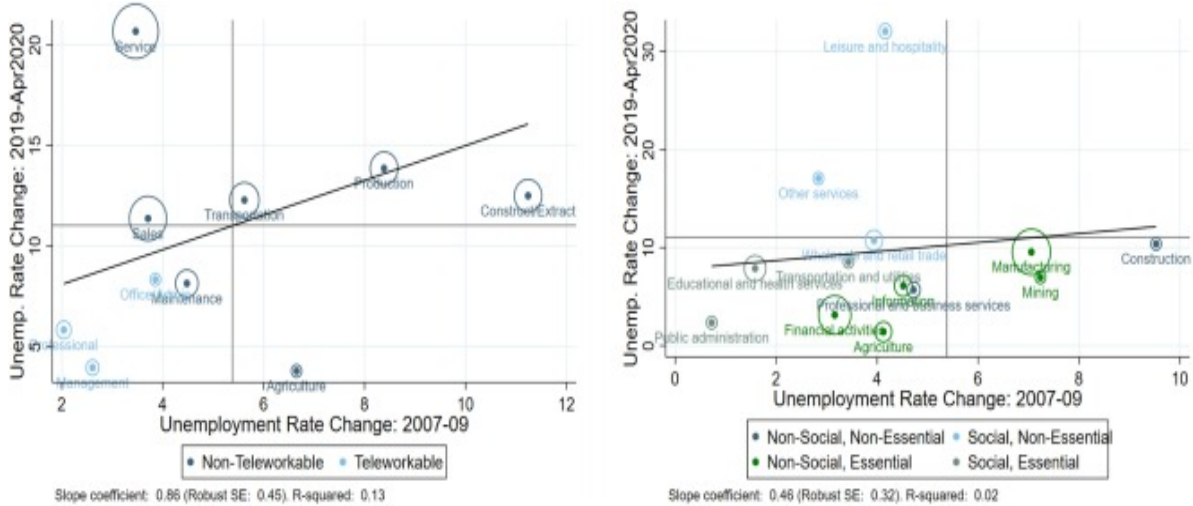 Unemp. Rate Change: 2019-Apr2020
20
15
10
5
Service
Production
Transportation
Construct/Extract
Sales
Maintenance
Professional
Management
Agriculture
2 4 6 8 10 12
Unemployment Rate Change: 2007-09
Non-Teleworkable Teleworkable
Slope coefficient: 0.86 (Robust SE: 0.45). R-squared: 0.13
Unemp. Rate Change: 2019-Apr2020
30
20
10
0
Leisure and hospitality
Other services
Construction
Wholesale and retail trade
Manufacturing
Transportation and utilities
Educational and health services
Mining
Information
Professional and business services
Financial activities
Public administration
Agriculture
0 2 4 6 8 10
Unemployment Rate Change: 2007-09
Non-Social, Non-Essential Social, Non-Essential
Non-Social, Essential Social, Essential
Slope coefficient: 0.46 (Robust SE: 0.32). R-squared: 0.02